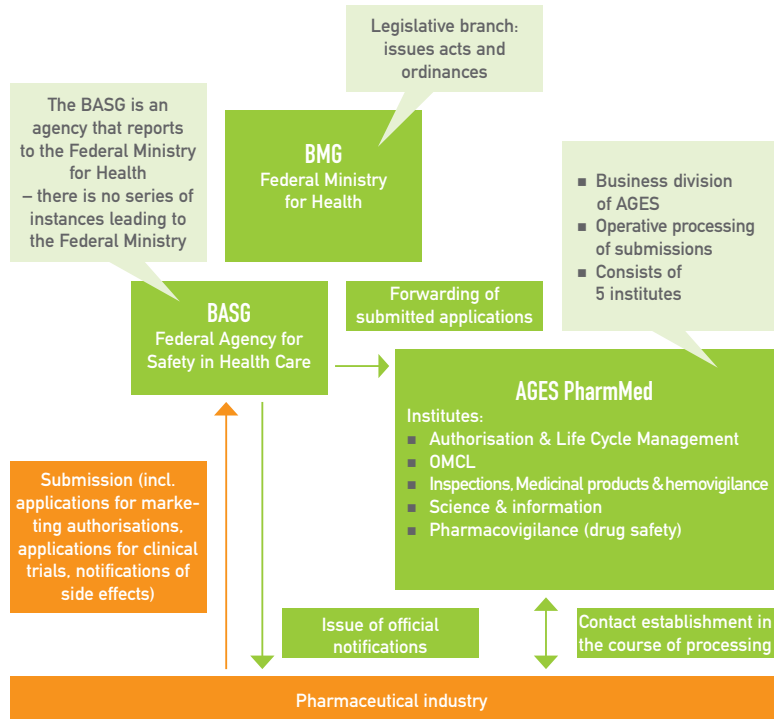 Legislative branch:
issues acts and
ordinances
The BASG is an
agency that reports
to the Federal Ministry
for Health
– there is no series of
instances leading to
the Federal Ministry
BMG
Federal Ministry
for Health
■ Business division
of AGES
■ Operative processing
of submissions
■ Consists of
5 institutes
BASG
Federal Agency for
Safety in Health Care
Forwarding of
submitted applications
AGES PharmMed
Institutes:
■ Authorisation & Life Cycle Management
■ OMCL
■ Inspections, Medicinal products & hemovigilance
■ Science & information
■ Pharmacovigilance (drug safety)
Submission (incl.
applications for marke-
ting authorisations,
applications for clinical
trials, notifications of
side effects)
Issue of official
notifications
Contact establishment in
the course of processing
Pharmaceutical industry